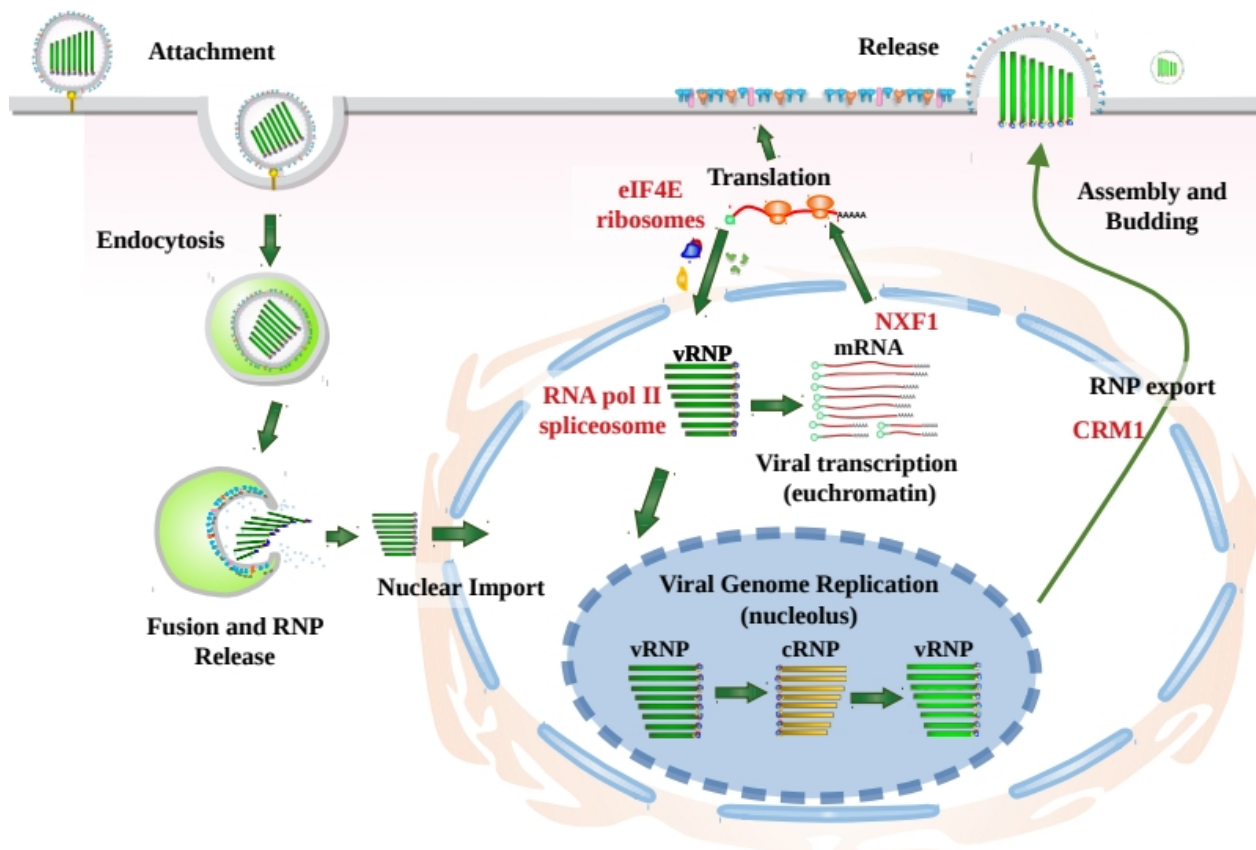 Attachment
Release
eIF4E
ribosomes
Translation
AAAAA
Assembly and
Budding
Endocytosis
NXF1
vRNP
mRNA
RNA pol II
spliceosome
RNP export
CRM1
Viral transcription
(euchromatin)
Nuclear Import
Fusion and RNP
Release
Viral Genome Replication
(nucleolus)
vRNP
cRNP
vRNP